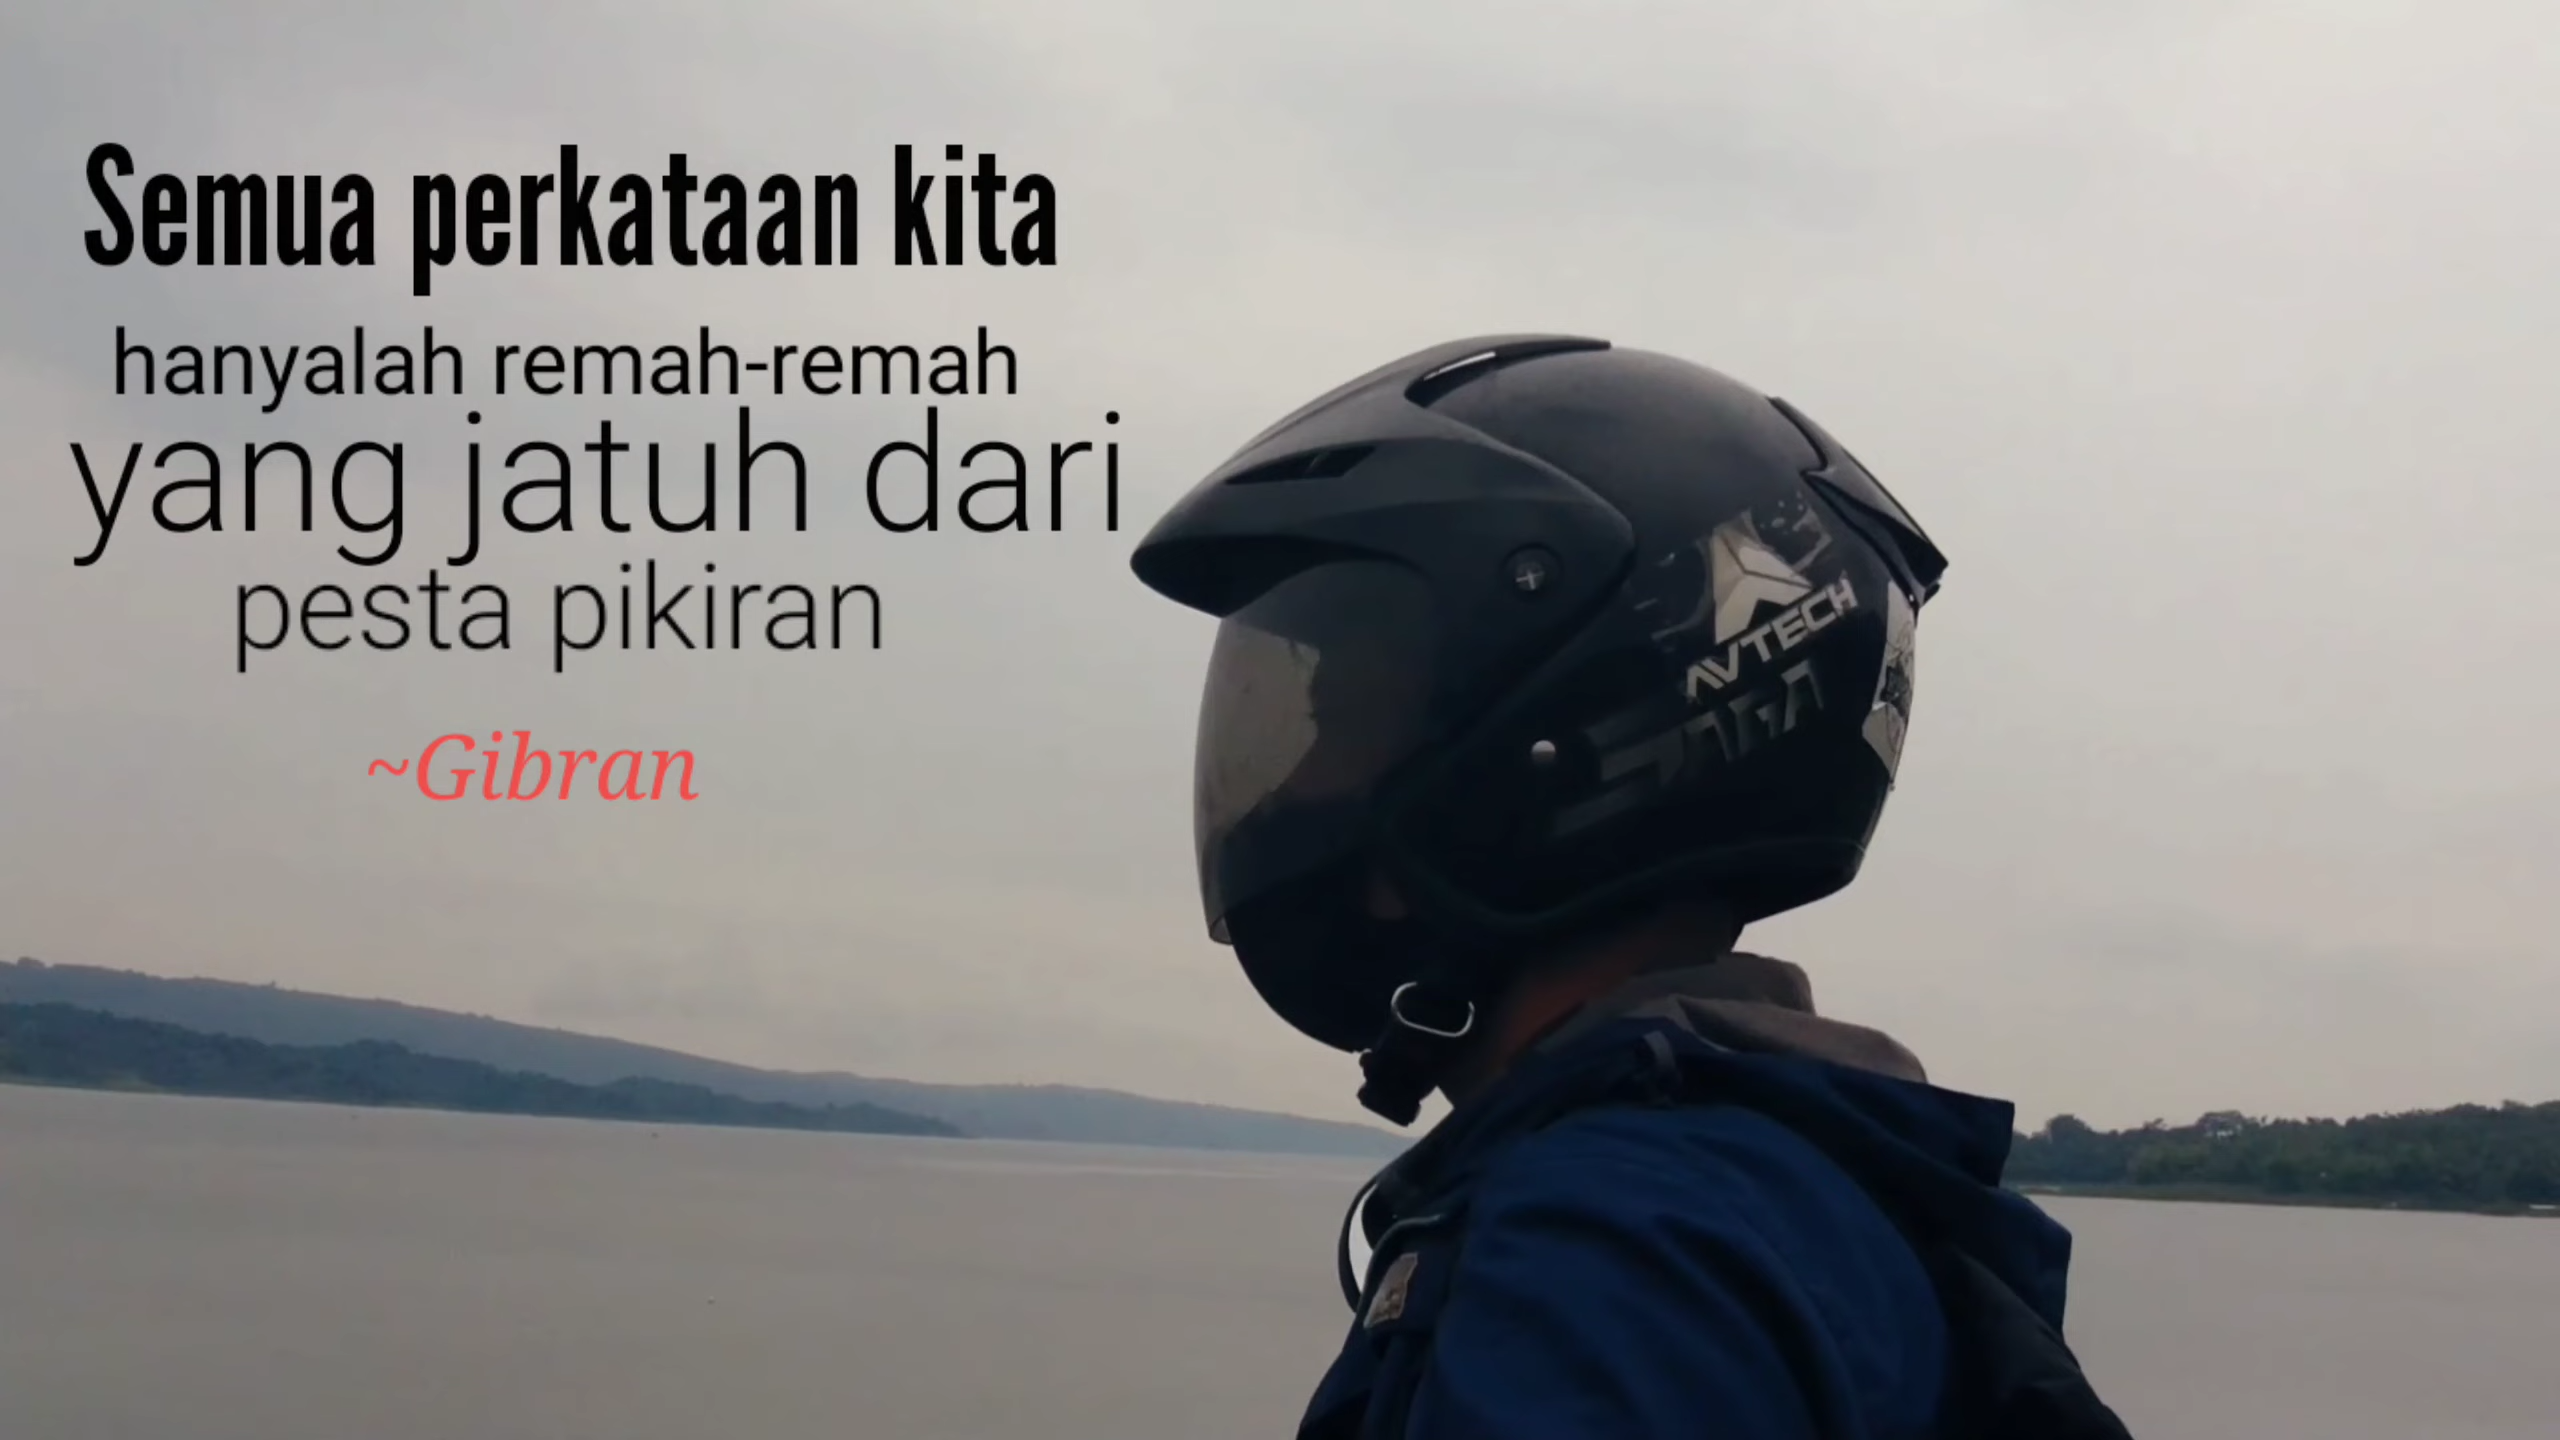 Semua perkataan kita
hanyalah remah-remah
yang jatuh dari
pesta pikiran
~Gibran
AVTECH